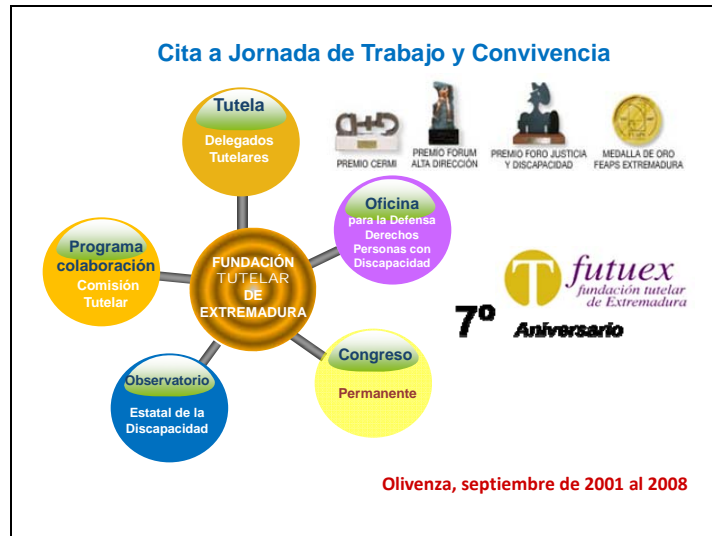 Cita a Jornada de Trabajo y Convivencia
Tutela
Delegados
Tutelares
PREMIO CERMI
PREMIO FORUM
ALTA DIRECCIÓN
PREMIO FORO JUSTICIA
Y DISCAPACIDAD
MEDALLA DE ORO
FEAPS EXTREMADURA
Oficina
para la Defensa
Derechos
Personas con
Discapacidad
Programa
colaboración
Comisión
Tutelar
FUNDACIÓN
TUTELAR
DE
EXTREMADURA
futuex
fundación tutelar
de Extremadura
7º
Aniversario
Observatorio
Estatal de la
Discapacidad
Congreso
Permanente
Olivenza, septiembre de 2001 al 2008